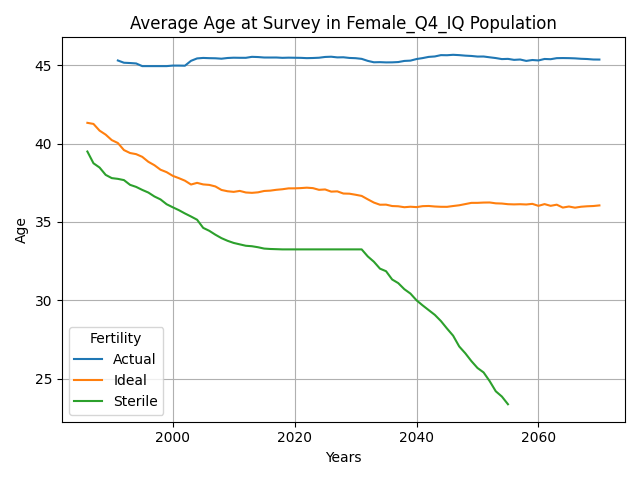 Average Age at Survey in Female_Q4_IQ Population
Age
45
40
35
30
25
Fertility
Actual
Ideal
Sterile
2000 2020 2040 2060
Years